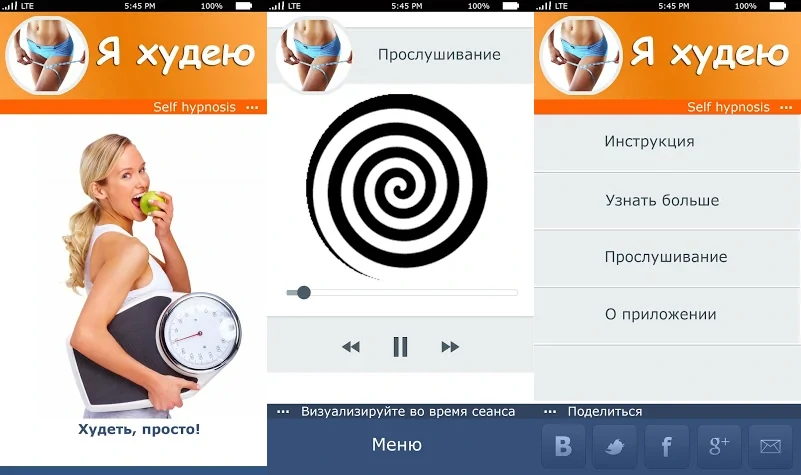 LTE 5:45 PM 100%
Я худею
Self hypnosis ...
Худеть, просто!
LTE 5:45 PM 100%
Прослушивание
... Визуализируйте во время сеанса
Меню
LTE 5:45 PM 100%
Я худею
Self hypnosis ...
Инструкция
Узнать больше
Прослушивание
О приложении
... Поделиться
B f g+